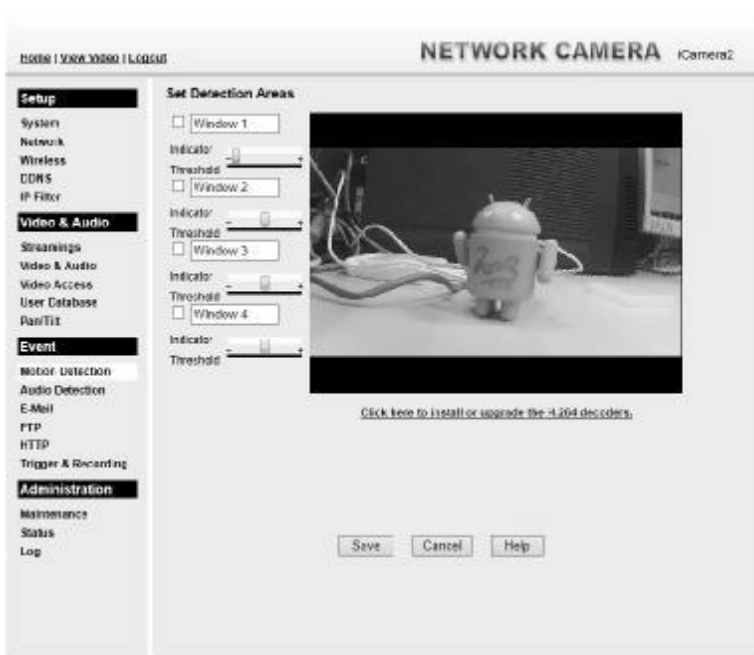 Home | View Video | Logout
NETWORK CAMERA iCamera2
Setup
System
Network
Wireless
DDNS
IP Filter
Video & Audio
Streamings
Video & Audio
Video Access
User Database
Pan/Tilt
Event
Motion Detection
Audio Detection
E-Mail
FTP
HTTP
Trigger & Recording
Administration
Maintenance
Status
Log
Set Detection Areas
Window 1
Indicator
- +
Threshold
Window 2
Indicator
- +
Threshold
Window 3
Indicator
- +
Threshold
Window 4
Indicator
- +
Threshold
Click here to install or upgrade the H.264 decoders.
Save Cancel Help